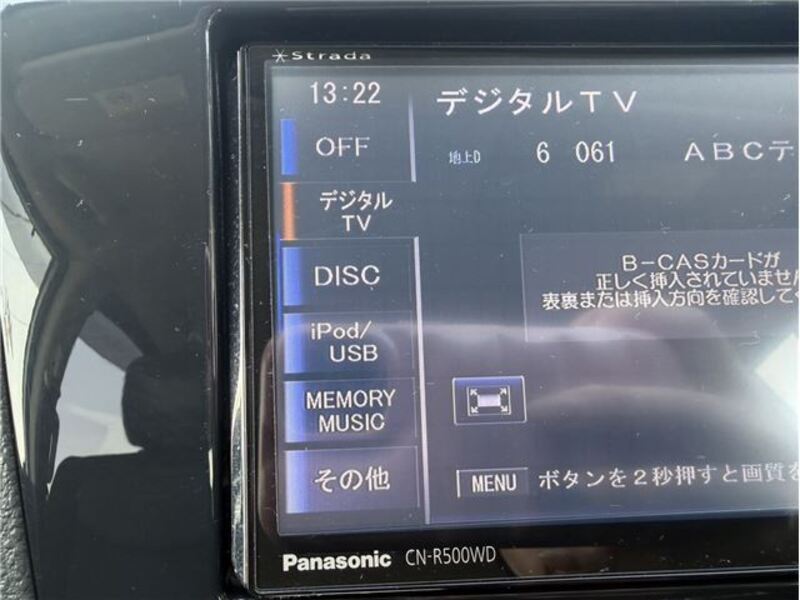 Strada
13:22
デジタルTV
OFF
地上D 6 061 ABCテ
デジタル
TV
B-CASカードが
正しく挿入されていません
表裏または挿入方向を確認して
DISC
iPod/
USB
MEMORY
MUSIC
その他
MENU ボタンを2秒押すと画質を
Panasonic CN-R500WD